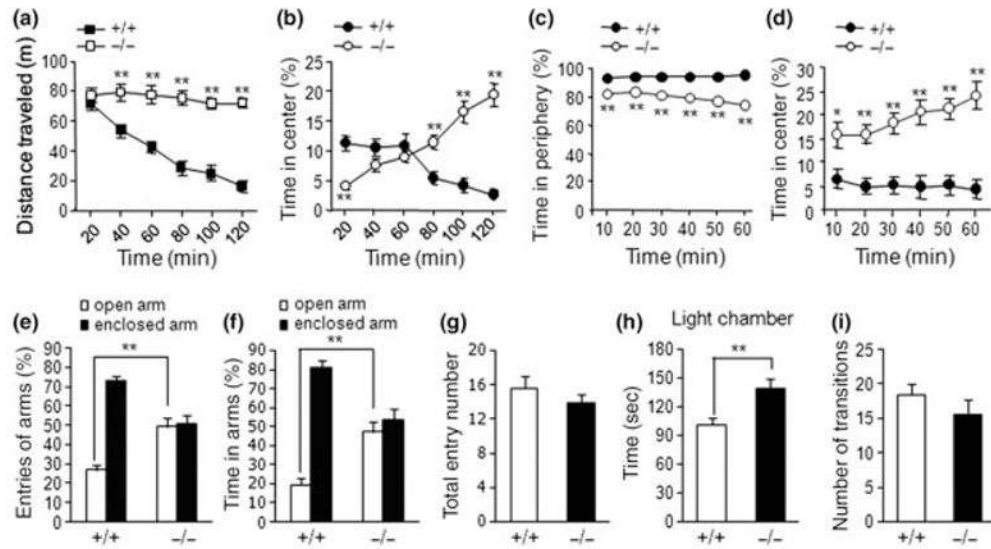 (a)
+/+
−/−
Distance traveled (m)
100
80
60
40
20
0
** ** ** ** **
20 40 60 80 100 120
Time (min)
(b)
+/+
−/−
Time in center (%)
25
20
15
10
5
0
**
**
**
**
20 40 60 80 100 120
Time (min)
(c)
+/+
−/−
Time in periphery (%)
100
80
60
40
20
0
** ** ** ** ** **
10 20 30 40 50 60
Time (min)
(d)
+/+
−/−
Time in center (%)
30
25
20
15
10
5
0
* ** ** ** ** **
10 20 30 40 50 60
Time (min)
(e)
open arm
enclosed arm
Entries of arms (%)
90
80
70
60
50
40
30
20
10
0
**
+/+ −/−
(f)
open arm
enclosed arm
Time in arms (%)
90
80
70
60
50
40
30
20
10
0
**
+/+ −/−
(g)
Total entry number
20
16
12
8
4
0
+/+ −/−
(h)
Light chamber
Time (sec)
180
150
120
90
60
30
0
**
+/+ −/−
(i)
Number of transitions
25
20
15
10
5
0
+/+ −/−